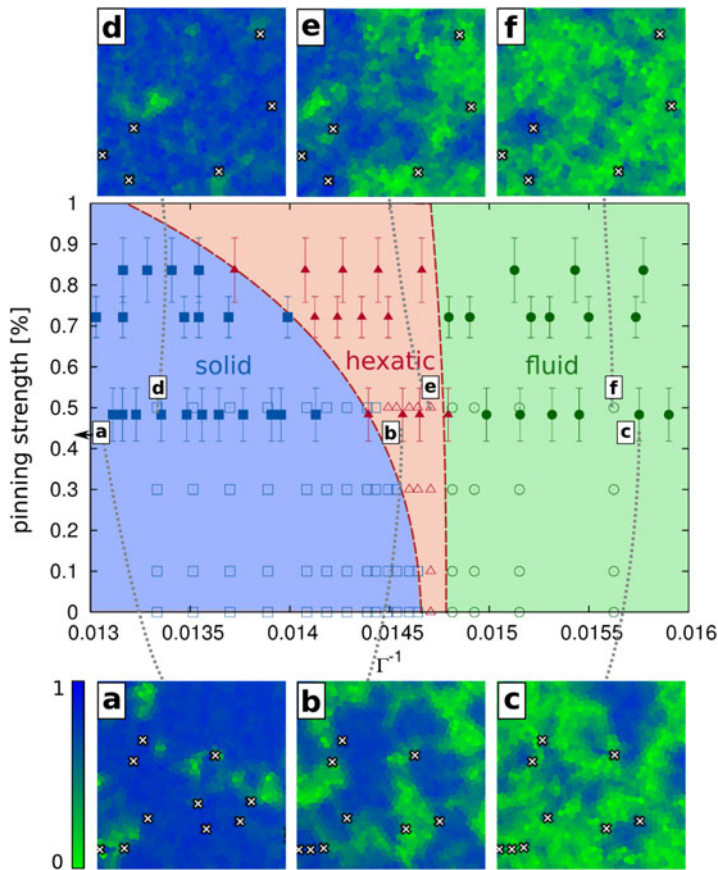 d e f
1
0.9
0.8
0.7
0.6
0.5
0.4
0.3
0.2
0.1
0
pinning strength [%]
solid hexatic fluid
d e f
a b c
0.013 0.0135 0.014 0.0145 0.015 0.0155 0.016
Γ⁻¹
1
0
a b c